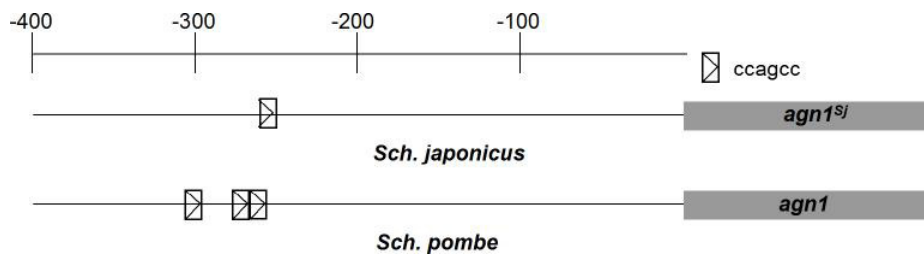 -400 -300 -200 -100
ccagcc
agn1Sj
Sch. japonicus
agn1
Sch. pombe